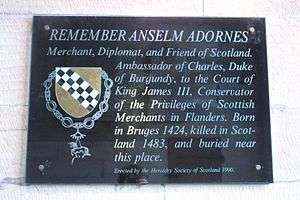 REMEMBER ANSELM ADORNES
Merchant, Diplomat, and Friend of Scotland.
Ambassador of Charles, Duke
of Burgundy, to the Court of
King James III, Conservator
of the Privileges of Scottish
Merchants in Flanders. Born
in Bruges 1424, killed in Scot-
land 1483, and buried near
this place.
Erected by the Heraldry Society of Scotland 1990.